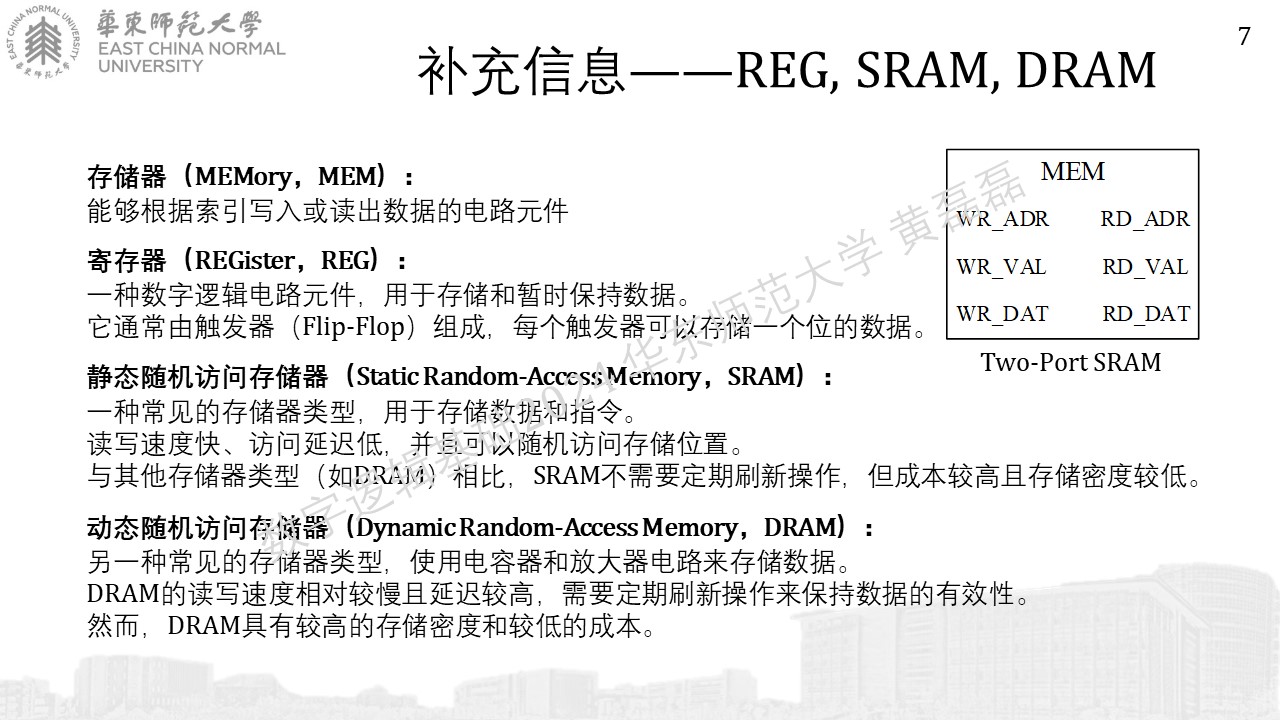 EAST CHINA NORMAL UNIVERSITY
華東師範大學
華東師範大學
EAST CHINA NORMAL
UNIVERSITY
7
补充信息——REG, SRAM, DRAM
存储器（MEMory，MEM）：
能够根据索引写入或读出数据的电路元件
寄存器（REGister，REG）：
一种数字逻辑电路元件，用于存储和暂时保持数据。
它通常由触发器（Flip-Flop）组成，每个触发器可以存储一个位的数据。
MEM
WR_ADR RD_ADR
WR_VAL RD_VAL
WR_DAT RD_DAT
Two-Port SRAM
静态随机访问存储器（Static Random-Access Memory，SRAM）：
一种常见的存储器类型，用于存储数据和指令。
读写速度快、访问延迟低，并且可以随机访问存储位置。
与其他存储器类型（如DRAM）相比，SRAM不需要定期刷新操作，但成本较高且存储密度较低。
动态随机访问存储器（Dynamic Random-Access Memory，DRAM）：
另一种常见的存储器类型，使用电容器和放大器电路来存储数据。
DRAM的读写速度相对较慢且延迟较高，需要定期刷新操作来保持数据的有效性。
然而，DRAM具有较高的存储密度和较低的成本。
数字逻辑基础2024 华东师范大学 黄磊磊